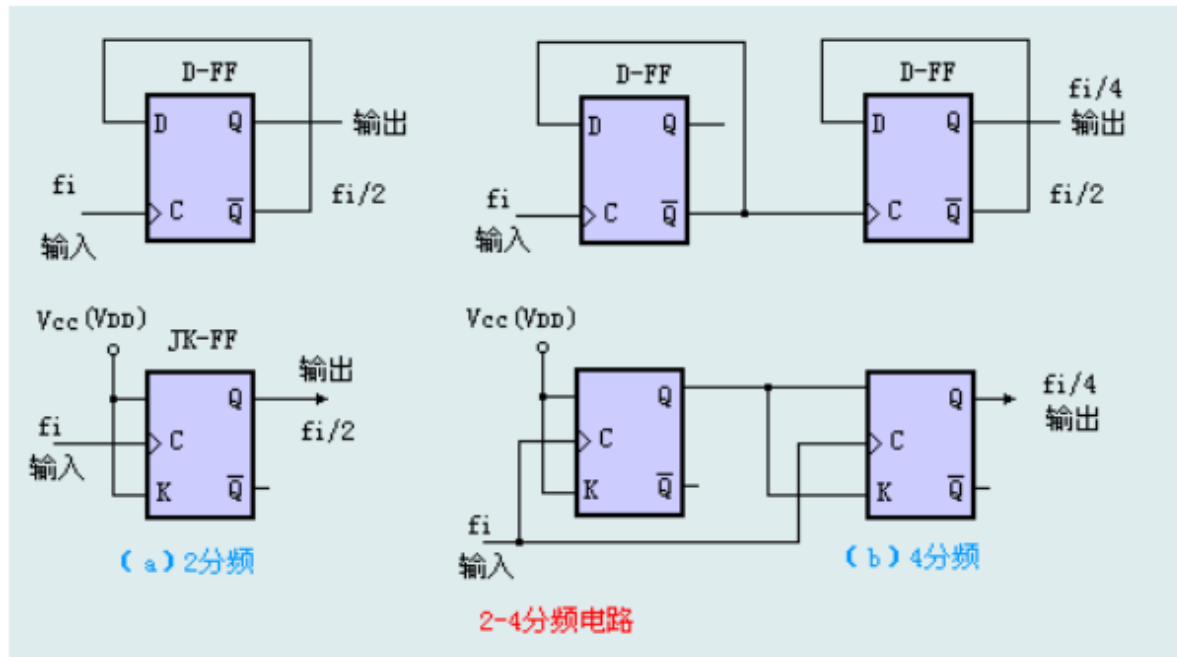 D-FF
D
Q
输出
fi
C
Q̅
fi/2
输入
D-FF
D
Q
fi
C
Q̅
输入
D-FF
fi/4
D
Q
输出
C
Q̅
fi/2
Vcc(VDD)
JK-FF
输出
Q
fi
fi/2
C
输入
K
Q̅
(a)2分频
Vcc(VDD)
Q
C
K
Q̅
fi
输入
fi/4
Q
输出
C
K
Q̅
(b)4分频
2-4分频电路